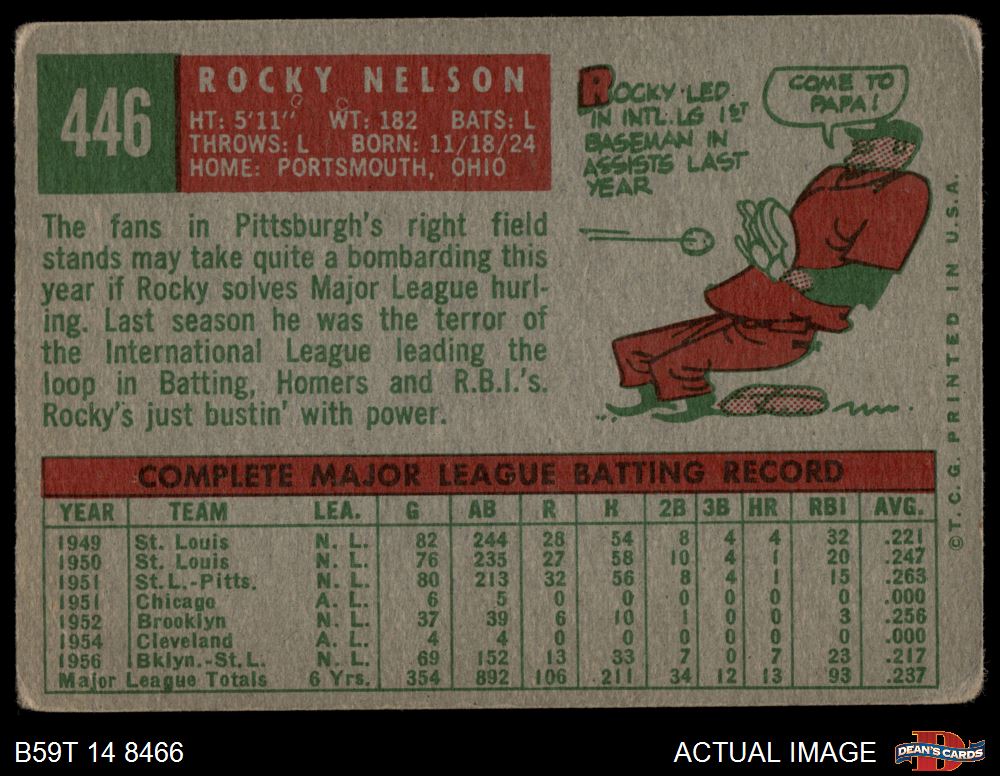 446
ROCKY NELSON
HT: 5'11" WT: 182 BATS: L
THROWS: L BORN: 11/18/24
HOME: PORTSMOUTH, OHIO
ROCKY LED
IN INTL. LG 1ST
BASEMAN IN
ASSISTS LAST
YEAR
COME TO
PAPA!
The fans in Pittsburgh's right field
stands may take quite a bombarding this
year if Rocky solves Major League hurl-
ing. Last season he was the terror of
the International League leading the
loop in Batting, Homers and R.B.I.'s.
Rocky's just bustin' with power.
COMPLETE MAJOR LEAGUE BATTING RECORD
YEAR TEAM LEA. G AB R H 2B 3B HR RBI AVG.
1949 St. Louis N. L. 82 244 28 54 8 4 4 32 .221
1950 St. Louis N. L. 76 235 27 58 10 4 1 20 .247
1951 St.L.-Pitts. N. L. 80 213 32 56 8 4 1 15 .263
1951 Chicago A. L. 6 5 0 0 0 0 0 0 .000
1952 Brooklyn N. L. 37 39 6 10 1 0 0 3 .256
1954 Cleveland A. L. 4 4 0 0 0 0 0 0 .000
1956 Bklyn.-St.L. N. L. 69 152 13 33 7 0 7 23 .217
Major League Totals 6 Yrs. 354 892 106 211 34 12 13 93 .237
©T. C. G. PRINTED IN U.S.A.
B59T 14 8466
ACTUAL IMAGE
DEAN'S CARDS